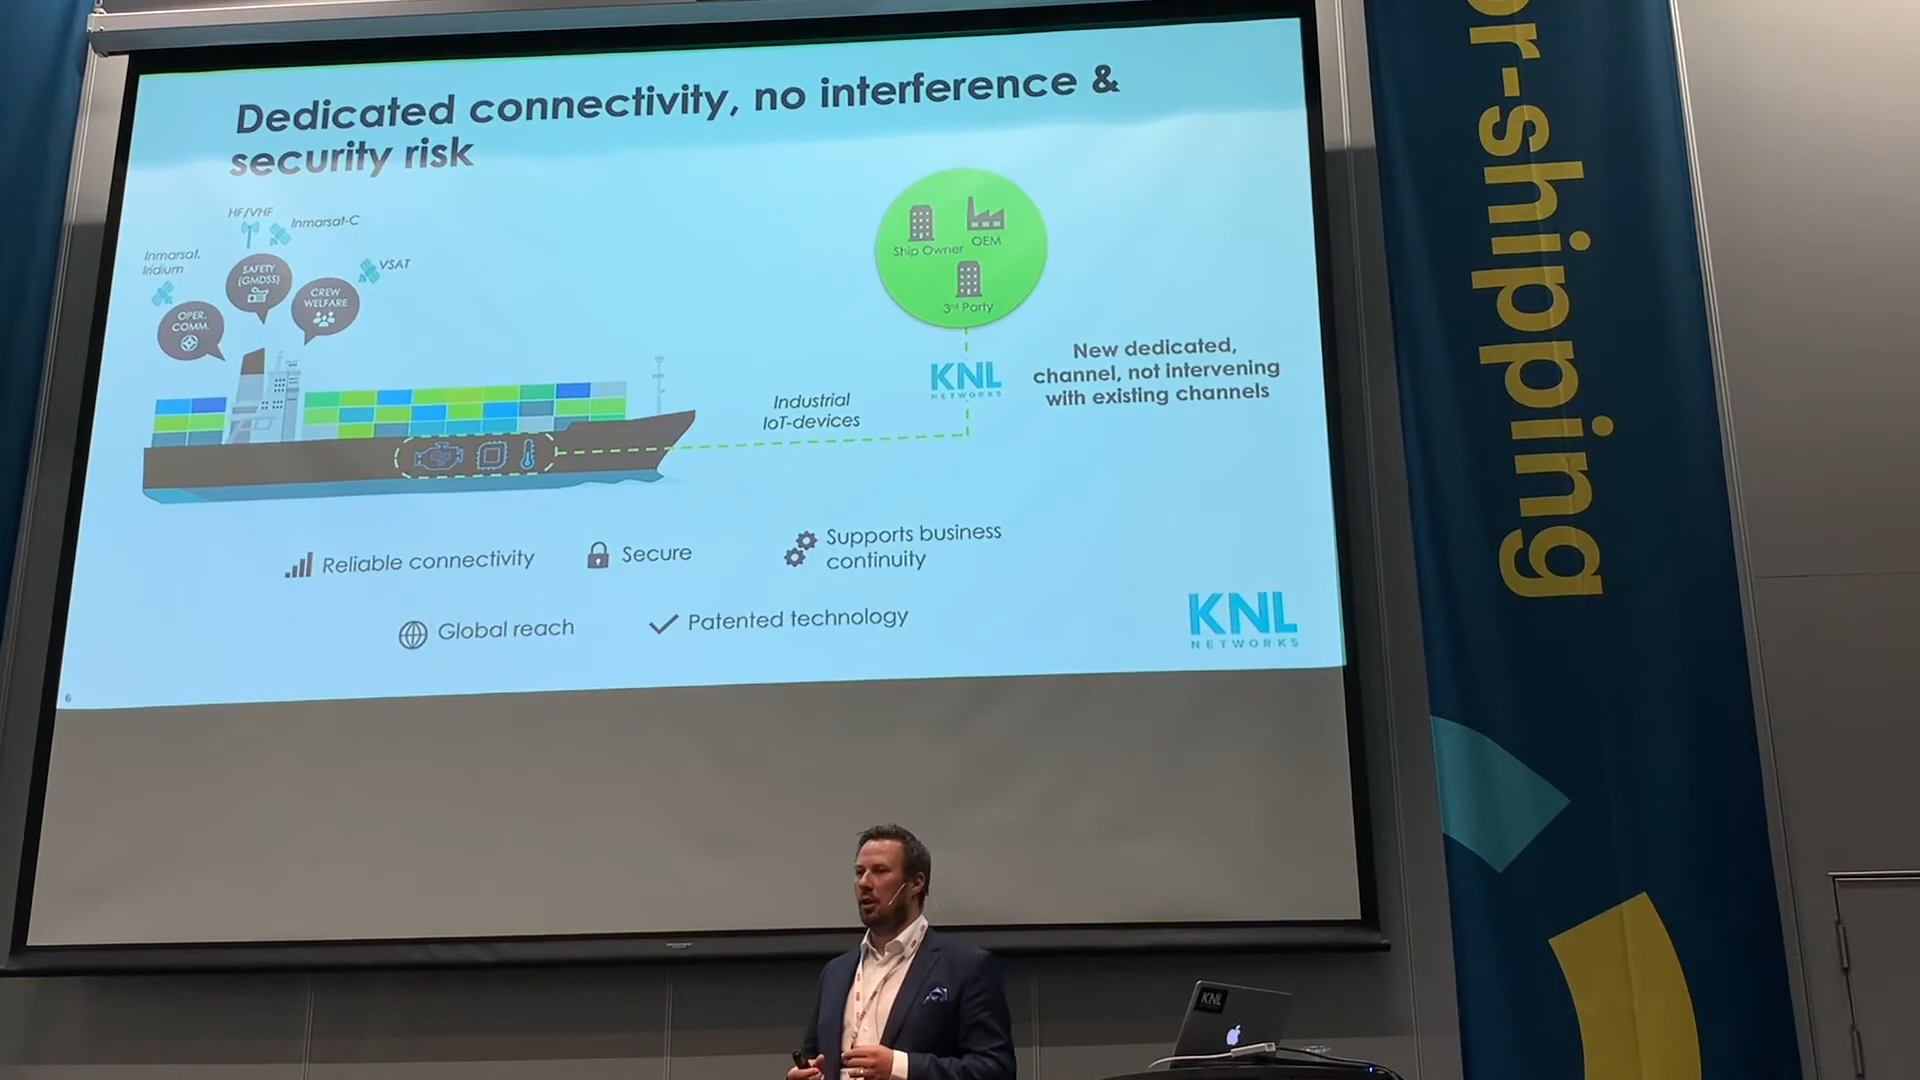 Dedicated connectivity, no interference &
security risk
HF/VHF
Inmarsat-C
Inmarsat,
Iridium
VSAT
SAFETY
(GMDSS)
CREW
WELFARE
OPER.
COMM.
Ship Owner
OEM
3rd Party
KNL
NETWORKS
Industrial
IoT-devices
New dedicated,
channel, not intervening
with existing channels
Reliable connectivity
Secure
Supports business
continuity
Global reach
Patented technology
KNL
NETWORKS
6
or-shipping
KNL